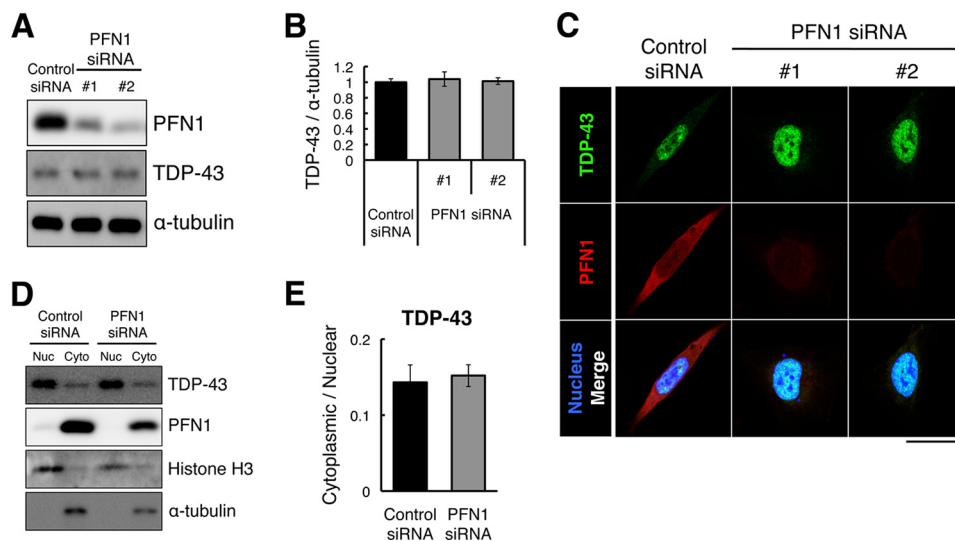 A
PFN1
siRNA
Control
siRNA #1 #2
PFN1
TDP-43
α-tubulin
B
TDP-43 / α-tubulin
1.2
1
0.8
0.6
0.4
0.2
0
#1 #2
Control
siRNA
PFN1 siRNA
C
Control
siRNA
PFN1 siRNA
#1 #2
TDP-43
PFN1
Nucleus
Merge
D
Control
siRNA
PFN1
siRNA
Nuc Cyto Nuc Cyto
TDP-43
PFN1
Histone H3
α-tubulin
E
TDP-43
Cytoplasmic / Nuclear
0.2
0.1
0
Control
siRNA
PFN1
siRNA